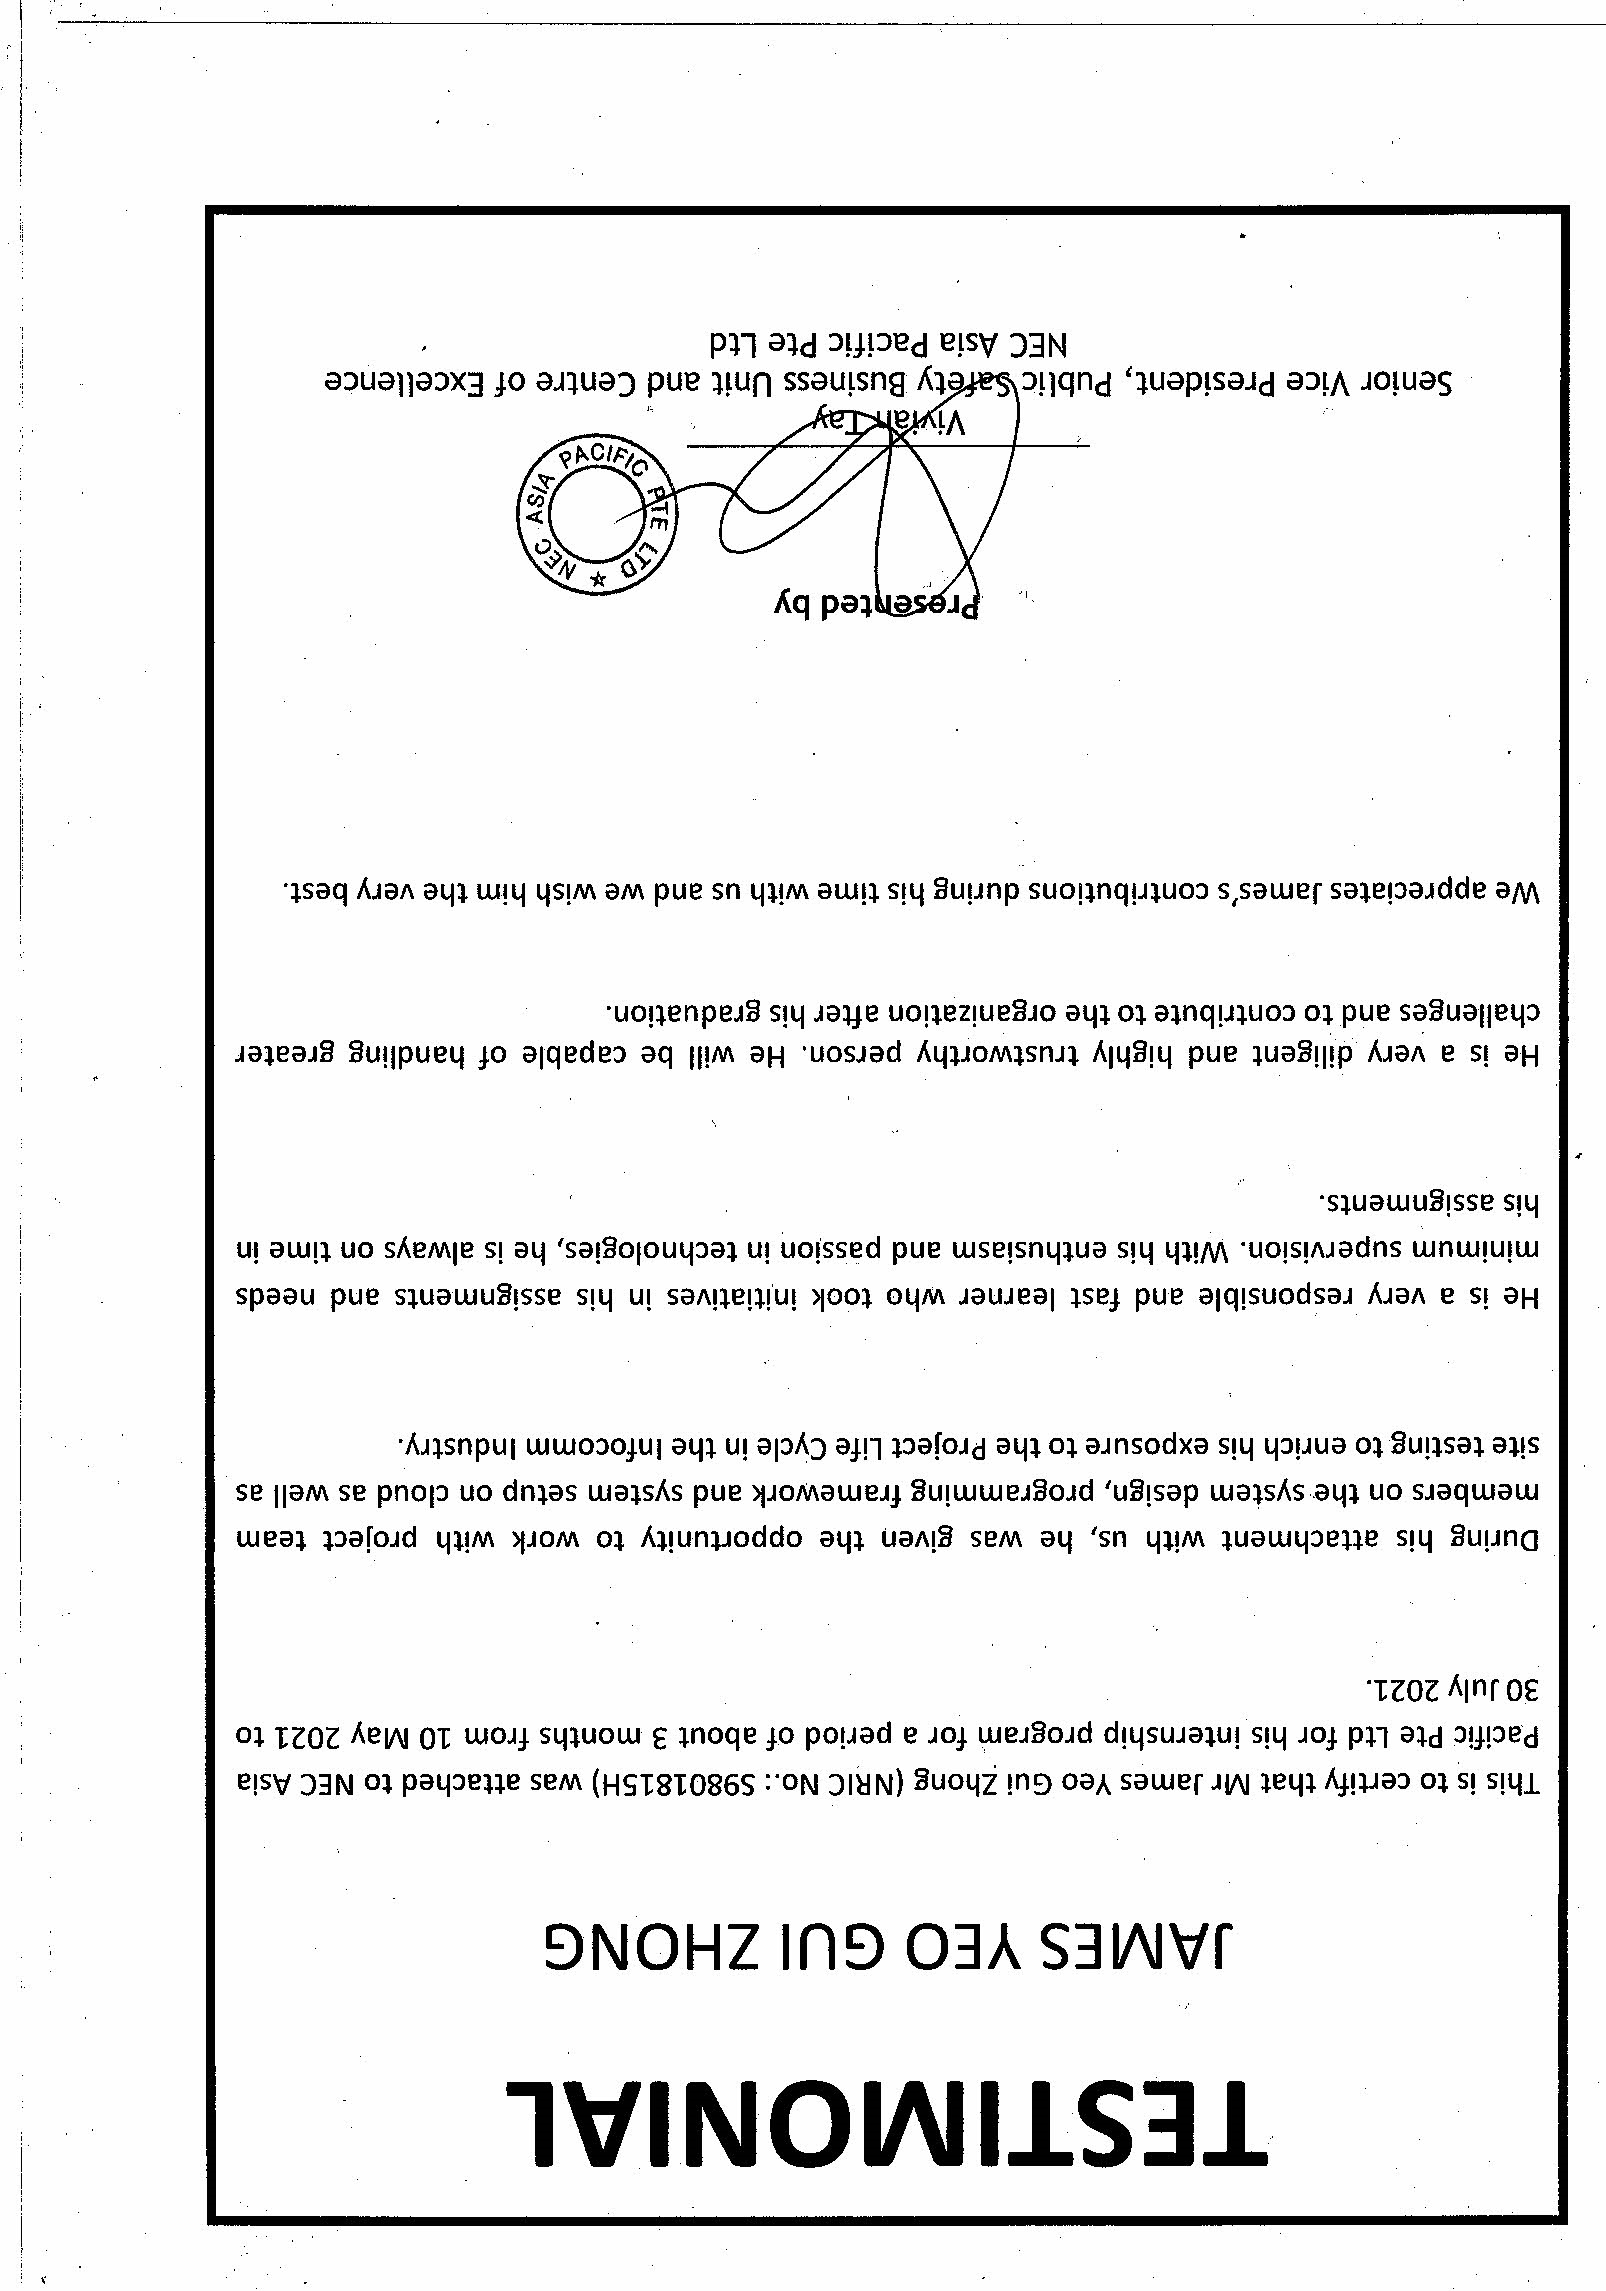 TESTIMONIAL
JAMES YEO GUI ZHONG
This is to certify that Mr James Yeo Gui Zhong (NRIC No.: S9801815H) was attached to NEC Asia
Pacific Pte Ltd for his internship program for a period of about 3 months from 10 May 2021 to
30 July 2021.
During his attachment with us, he was given the opportunity to work with project team
members on the system design, programming framework and system setup on cloud as well as
site testing to enrich his exposure to the Project Life Cycle in the Infocomm Industry.
He is a very responsible and fast learner who took initiatives in his assignments and needs
minimum supervision. With his enthusiasm and passion in technologies, he is always on time in
his assignments.
He is a very diligent and highly trustworthy person. He will be capable of handling greater
challenges and to contribute to the organization after his graduation.
We appreciates James's contributions during his time with us and we wish him the very best.
Presented by
NEC ASIA PACIFIC PTE LTD
Vivian Tay
Senior Vice President, Public Safety Business Unit and Centre of Excellence
NEC Asia Pacific Pte Ltd